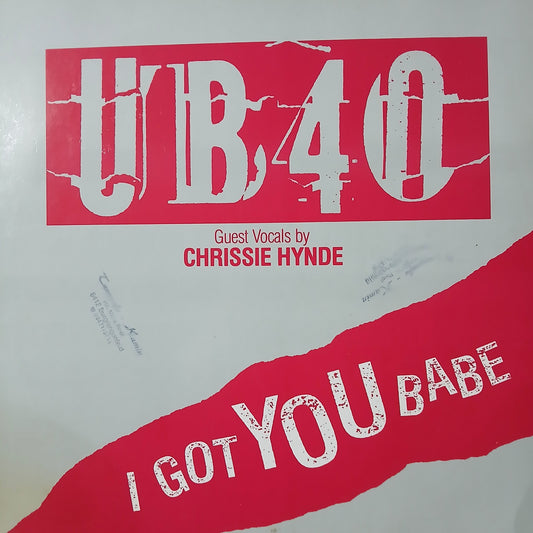 UB40
Guest Vocals by
CHRISSIE HYNDE
I GOT YOU BABE